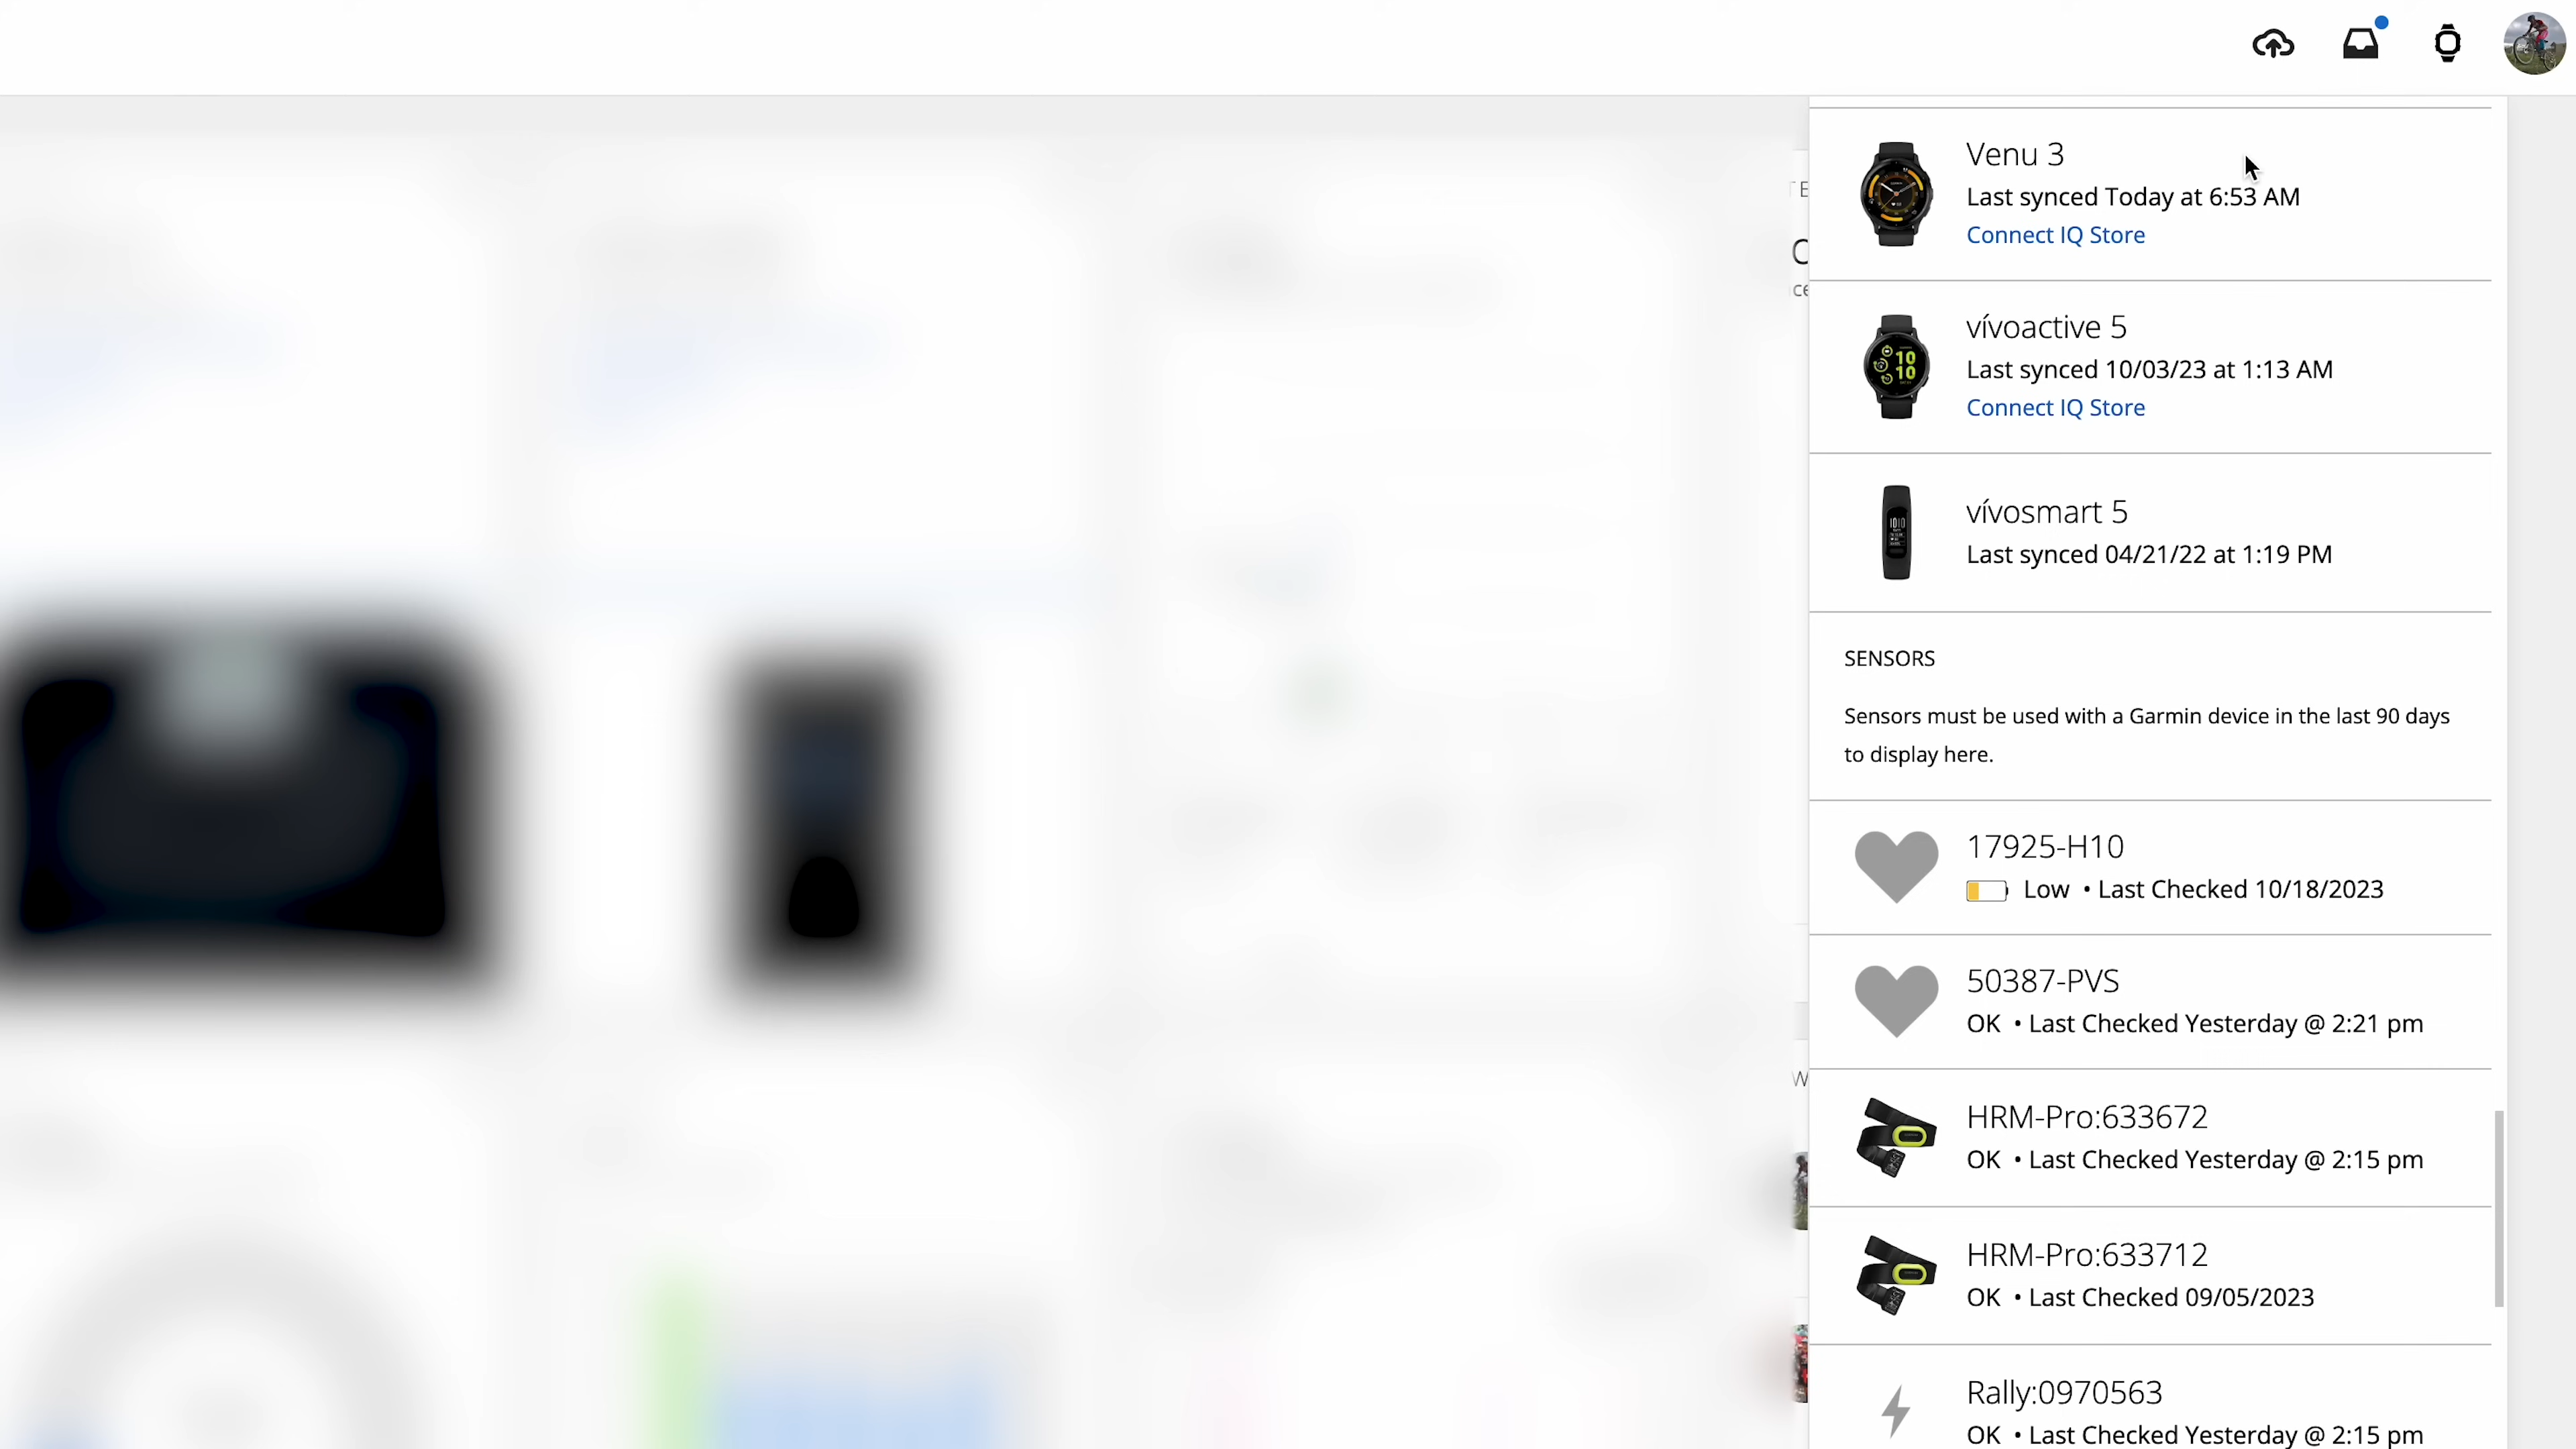 Venu 3
Last synced Today at 6:53 AM
Connect IQ Store
vívoactive 5
Last synced 10/03/23 at 1:13 AM
Connect IQ Store
vívosmart 5
Last synced 04/21/22 at 1:19 PM
SENSORS
Sensors must be used with a Garmin device in the last 90 days
to display here.
17925-H10
Low • Last Checked 10/18/2023
50387-PVS
OK • Last Checked Yesterday @ 2:21 pm
HRM-Pro:633672
OK • Last Checked Yesterday @ 2:15 pm
HRM-Pro:633712
OK • Last Checked 09/05/2023
Rally:0970563
OK • Last Checked Yesterday @ 2:15 pm